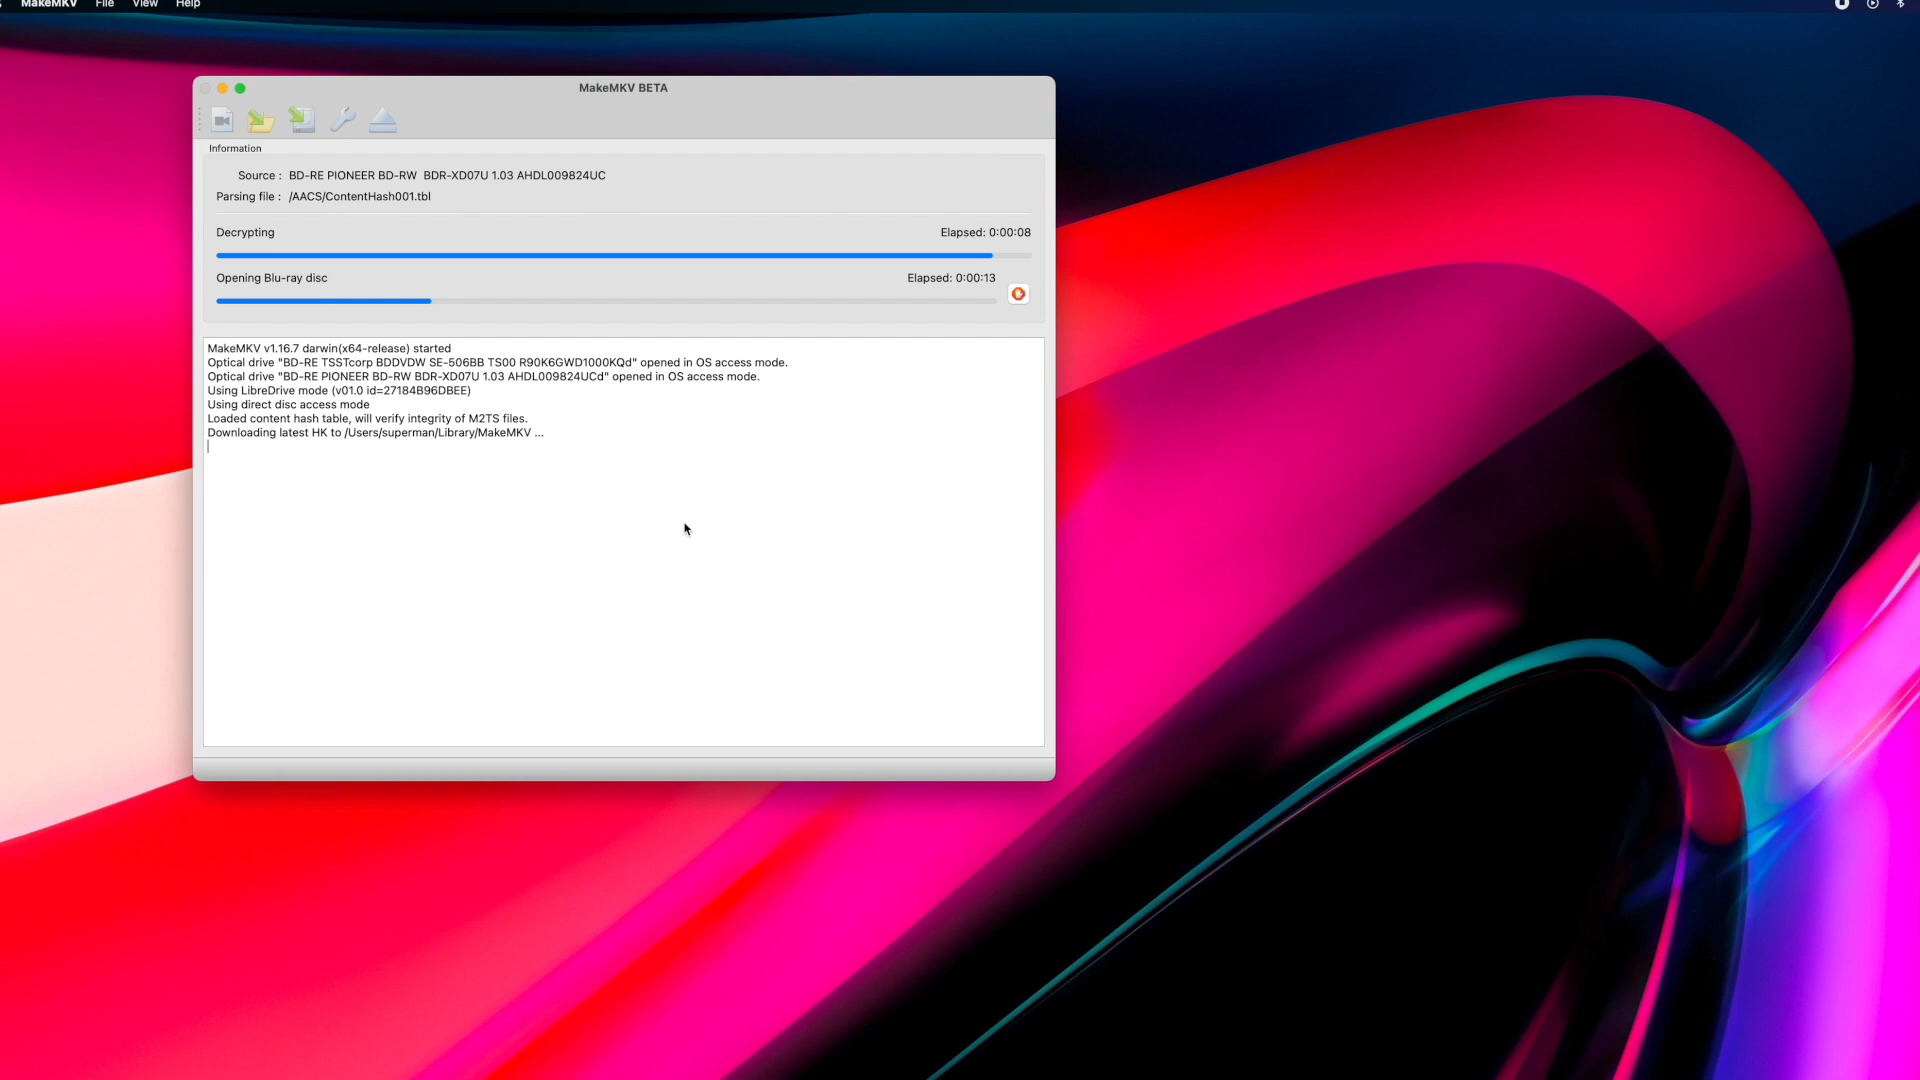 MakeMKV File View Help
MakeMKV BETA
Information
Source : BD-RE PIONEER BD-RW  BDR-XD07U 1.03 AHDL009824UC
Parsing file : /AACS/ContentHash001.tbl
Decrypting Elapsed: 0:00:08
Opening Blu-ray disc Elapsed: 0:00:13
MakeMKV v1.16.7 darwin(x64-release) started
Optical drive "BD-RE TSSTcorp BDDVDW SE-506BB TS00 R90K6GWD1000KQd" opened in OS access mode.
Optical drive "BD-RE PIONEER BD-RW BDR-XD07U 1.03 AHDL009824UCd" opened in OS access mode.
Using LibreDrive mode (v01.0 id=27184B96DBEE)
Using direct disc access mode
Loaded content hash table, will verify integrity of M2TS files.
Downloading latest HK to /Users/superman/Library/MakeMKV ...